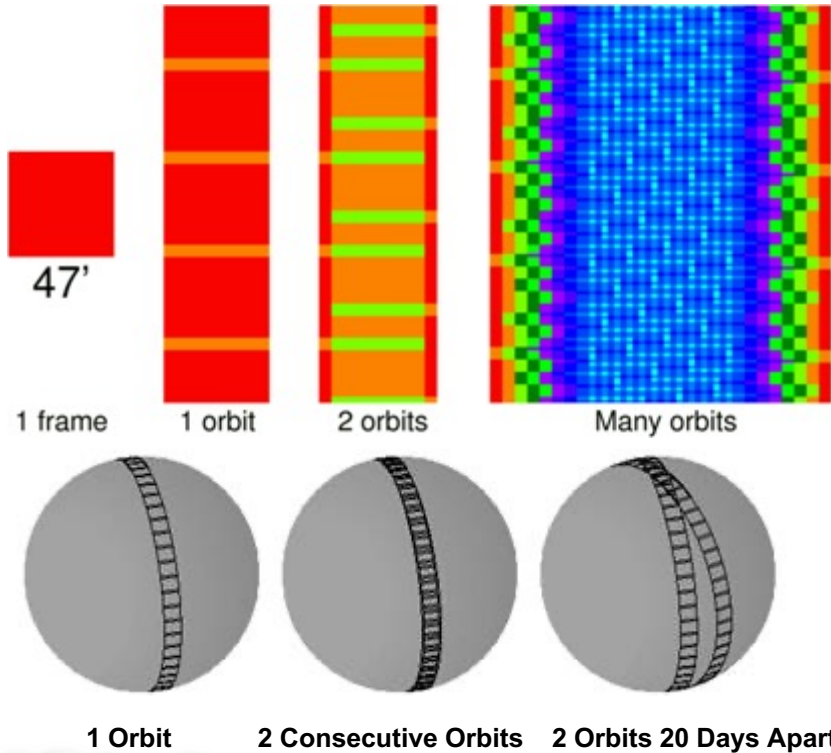 47'
1 frame
1 orbit
2 orbits
Many orbits
1 Orbit
2 Consecutive Orbits
2 Orbits 20 Days Apart